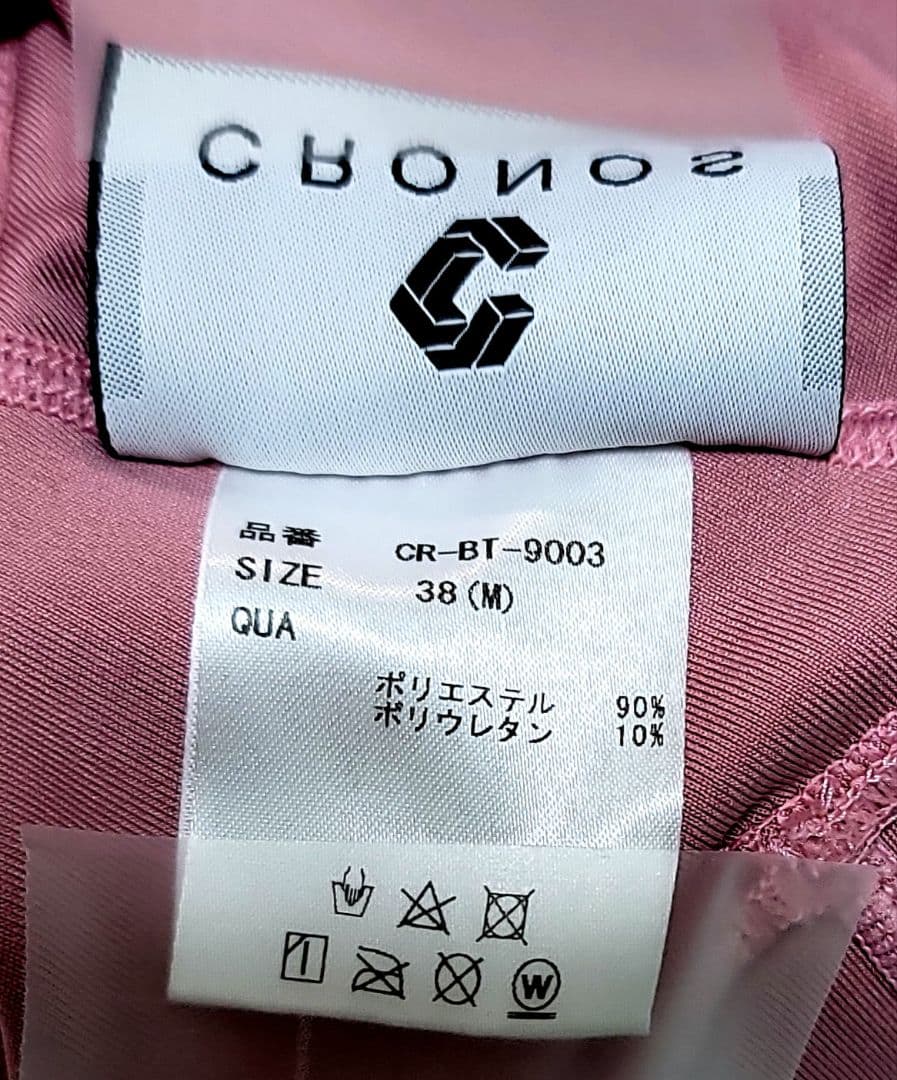 CRONOS
品番 CR-BT-9003
SIZE 38(M)
QUA
ポリエステル 90%
ポリウレタン 10%
W